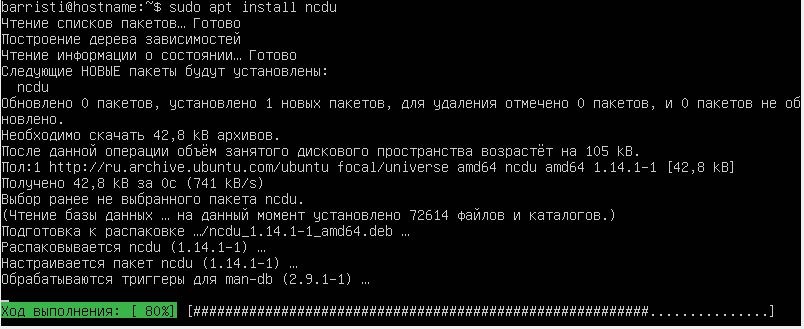 barristi@hostname:~$ sudo apt install ncdu
Чтение списков пакетов… Готово
Построение дерева зависимостей
Чтение информации о состоянии… Готово
Следующие НОВЫЕ пакеты будут установлены:
  ncdu
Обновлено 0 пакетов, установлено 1 новых пакетов, для удаления отмечено 0 пакетов, и 0 пакетов не об
новлено.
Необходимо скачать 42,8 kB архивов.
После данной операции объём занятого дискового пространства возрастёт на 105 kB.
Пол:1 http://ru.archive.ubuntu.com/ubuntu focal/universe amd64 ncdu amd64 1.14.1-1 [42,8 kB]
Получено 42,8 kB за 0с (741 kB/s)
Выбор ранее не выбранного пакета ncdu.
(Чтение базы данных … на данный момент установлено 72614 файлов и каталогов.)
Подготовка к распаковке …/ncdu_1.14.1-1_amd64.deb …
Распаковывается ncdu (1.14.1-1) …
Настраивается пакет ncdu (1.14.1-1) …
Обрабатываются триггеры для man-db (2.9.1-1) …
Ход выполнения: [ 80%] [##########################################################...............]